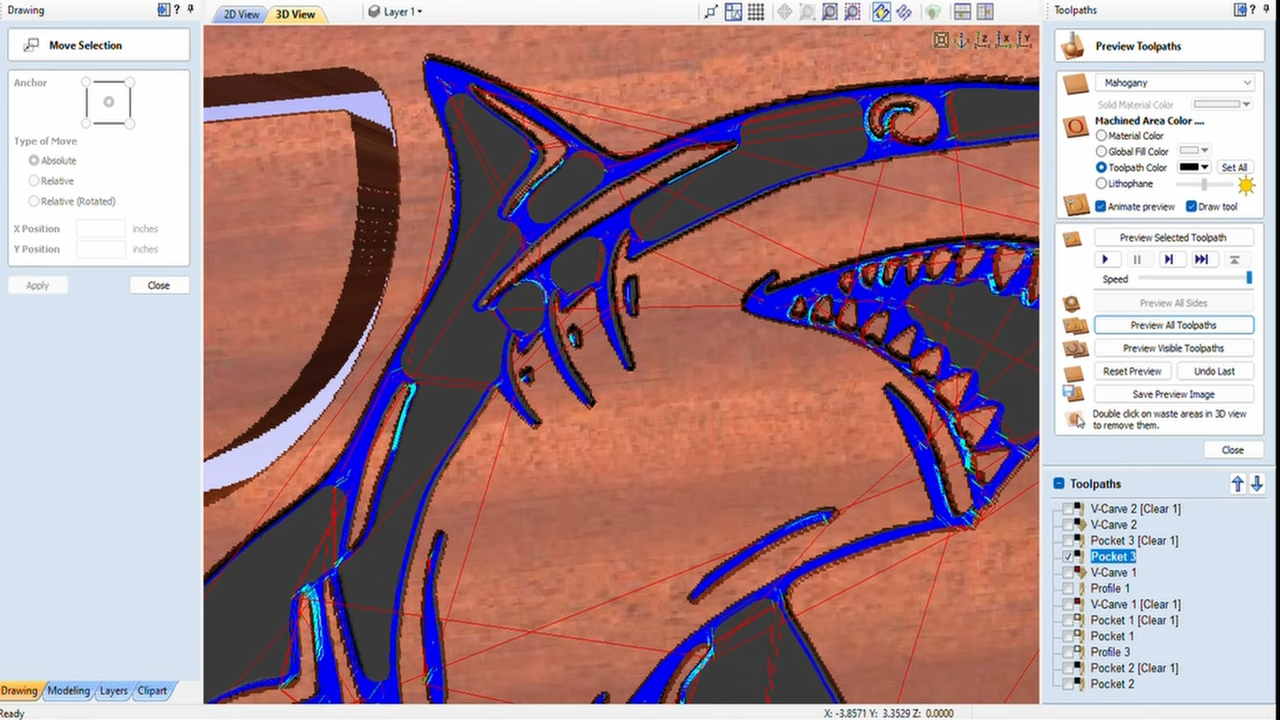 Drawing
2D View
3D View
Layer 1
Toolpaths
Move Selection
Anchor
Type of Move
Absolute
Relative
Relative (Rotated)
X Position
inches
Y Position
inches
Apply
Close
Preview Toolpaths
Mahogany
Solid Material Color
Machined Area Color ....
Material Color
Global Fill Color
Toolpath Color
Set All
Lithophane
Animate preview
Draw tool
Preview Selected Toolpath
Speed
Preview All Sides
Preview All Toolpaths
Preview Visible Toolpaths
Reset Preview
Undo Last
Save Preview Image
Double click on waste areas in 3D view
to remove them.
Close
Toolpaths
V-Carve 2 [Clear 1]
V-Carve 2
Pocket 3 [Clear 1]
Pocket 3
V-Carve 1
Profile 1
V-Carve 1 [Clear 1]
Pocket 1 [Clear 1]
Pocket 1
Profile 3
Pocket 2 [Clear 1]
Pocket 2
Drawing
Modeling
Layers
Clipart
Ready
X: -3.8571 Y: 3.3529 Z: 0.0000